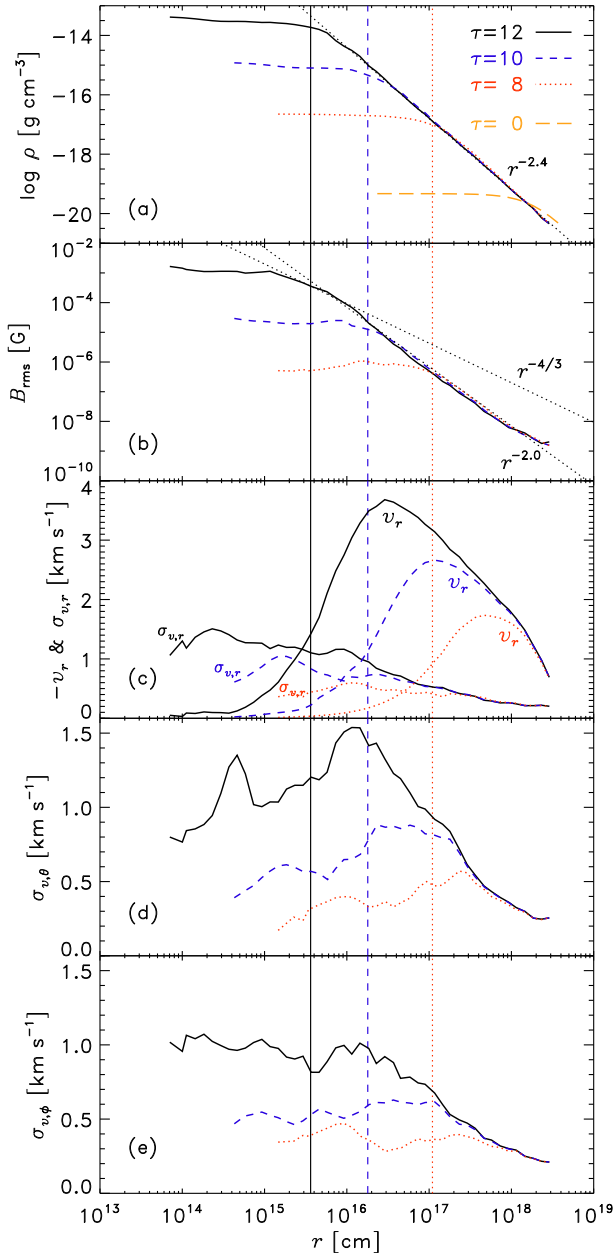 −14
−16
−18
−20
log ρ [g cm⁻³]
τ=12
τ=10
τ= 8
τ= 0
r⁻²·⁴
(a)
10⁻²
10⁻⁴
10⁻⁶
10⁻⁸
10⁻¹⁰
B_rms [G]
r⁻⁴/³
r⁻²·⁰
(b)
4
3
2
1
0
−v_r & σ_v,r [km s⁻¹]
υ_r
υ_r
υ_r
σ_v,r
σ_v,r
σ_v,r
(c)
1.5
1.0
0.5
0.0
σ_v,θ [km s⁻¹]
(d)
1.5
1.0
0.5
0.0
σ_v,ϕ [km s⁻¹]
(e)
10¹³ 10¹⁴ 10¹⁵ 10¹⁶ 10¹⁷ 10¹⁸ 10¹⁹
r [cm]